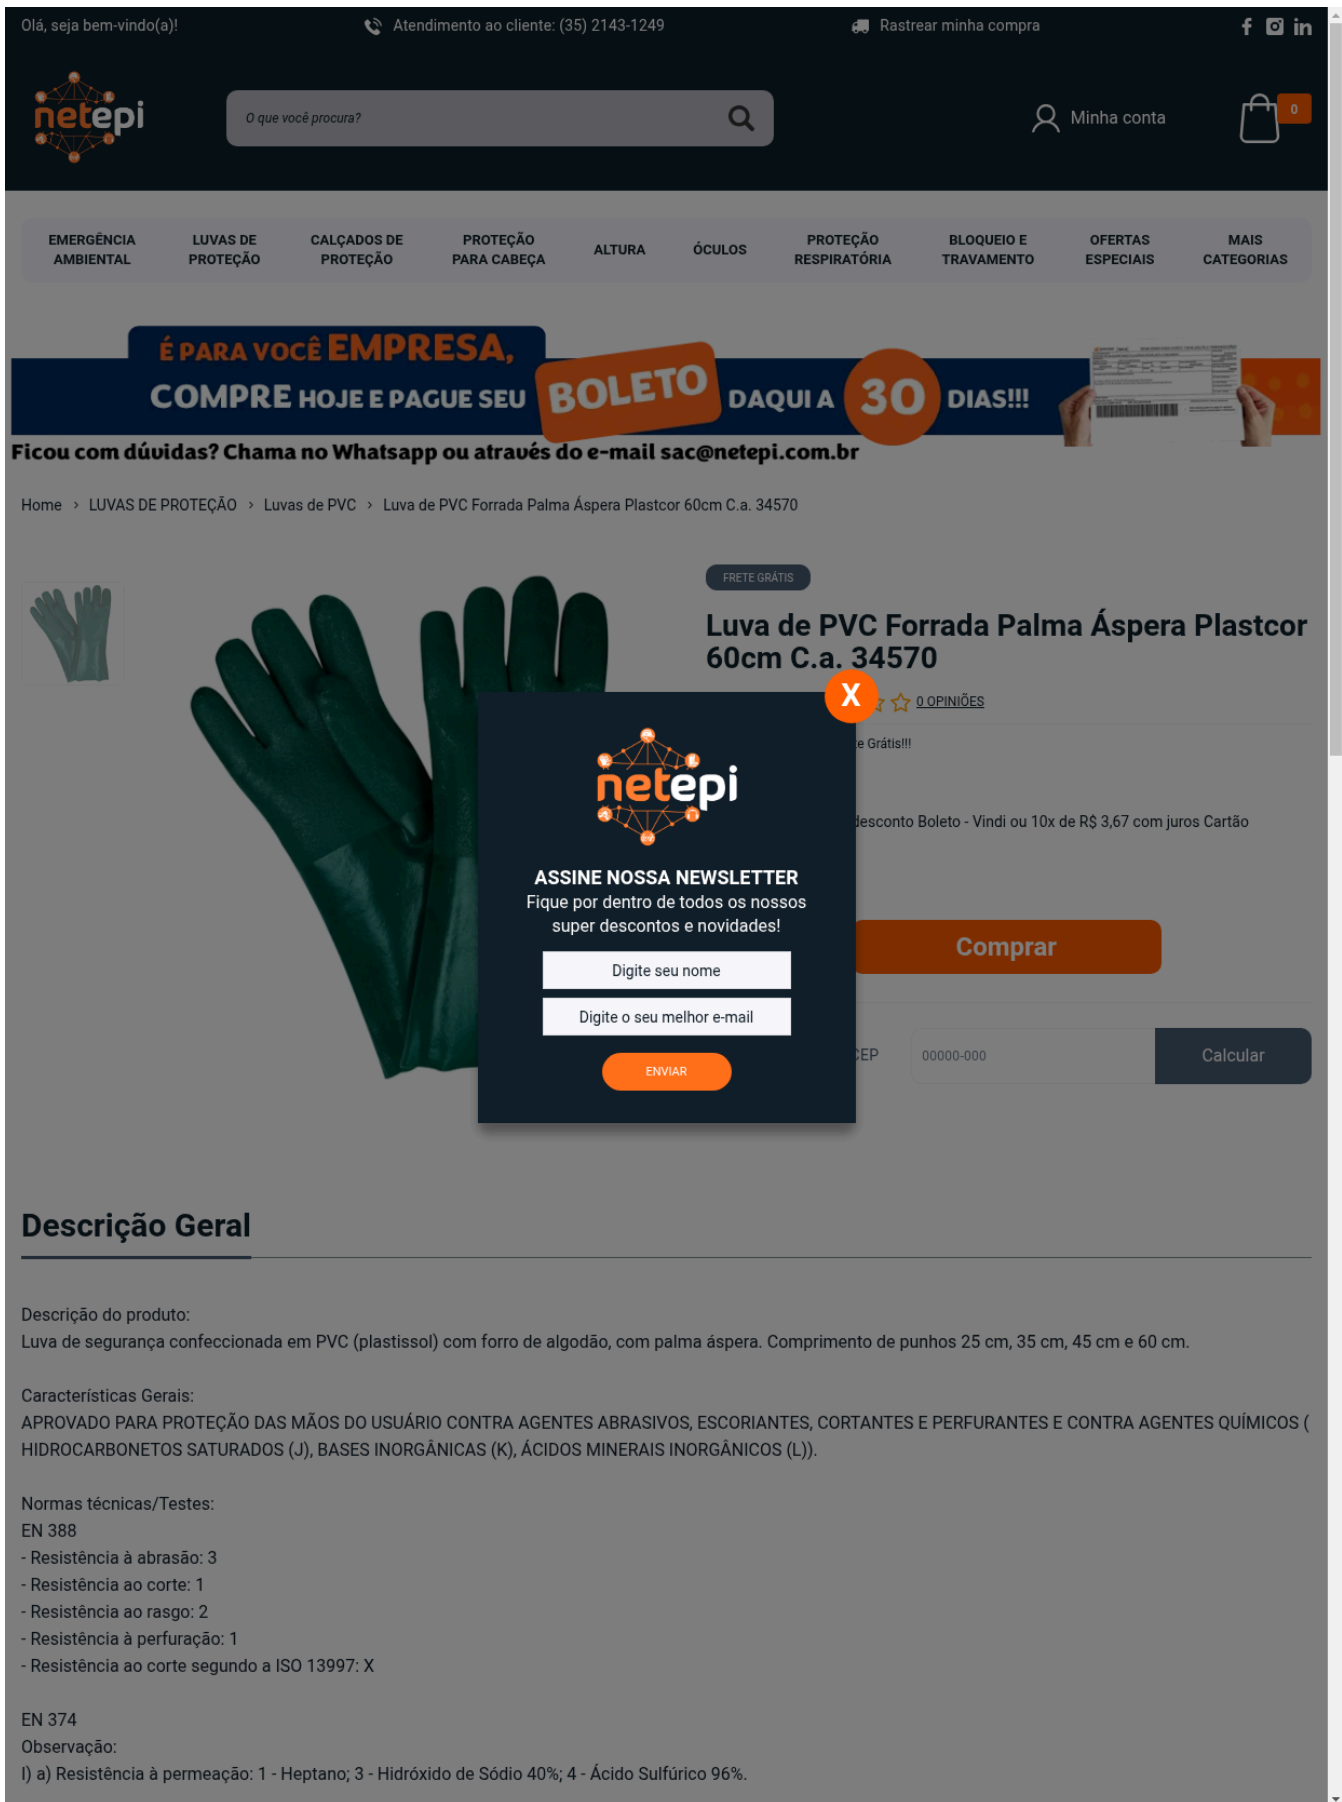 Olá, seja bem-vindo(a)!
Atendimento ao cliente: (35) 2143-1249
Rastrear minha compra
netepi
O que você procura?
Minha conta
0
EMERGÊNCIA AMBIENTAL
LUVAS DE PROTEÇÃO
CALÇADOS DE PROTEÇÃO
PROTEÇÃO PARA CABEÇA
ALTURA
ÓCULOS
PROTEÇÃO RESPIRATÓRIA
BLOQUEIO E TRAVAMENTO
OFERTAS ESPECIAIS
MAIS CATEGORIAS
É PARA VOCÊ EMPRESA,
COMPRE HOJE E PAGUE SEU BOLETO DAQUI A 30 DIAS!!!
Ficou com dúvidas? Chama no Whatsapp ou através do e-mail sac@netepi.com.br
Home > LUVAS DE PROTEÇÃO > Luvas de PVC > Luva de PVC Forrada Palma Áspera Plastcor 60cm C.a. 34570
FRETE GRÁTIS
Luva de PVC Forrada Palma Áspera Plastcor
60cm C.a. 34570
0 OPINIÕES
Grátis!!!
desconto Boleto - Vindi ou 10x de R$ 3,67 com juros Cartão
Comprar
CEP
00000-000
Calcular
X
netepi
ASSINE NOSSA NEWSLETTER
Fique por dentro de todos os nossos
super descontos e novidades!
Digite seu nome
Digite o seu melhor e-mail
ENVIAR
Descrição Geral
Descrição do produto:
Luva de segurança confeccionada em PVC (plastissol) com forro de algodão, com palma áspera. Comprimento de punhos 25 cm, 35 cm, 45 cm e 60 cm.
Características Gerais:
APROVADO PARA PROTEÇÃO DAS MÃOS DO USUÁRIO CONTRA AGENTES ABRASIVOS, ESCORIANTES, CORTANTES E PERFURANTES E CONTRA AGENTES QUÍMICOS (
HIDROCARBONETOS SATURADOS (J), BASES INORGÂNICAS (K), ÁCIDOS MINERAIS INORGÂNICOS (L)).
Normas técnicas/Testes:
EN 388
- Resistência à abrasão: 3
- Resistência ao corte: 1
- Resistência ao rasgo: 2
- Resistência à perfuração: 1
- Resistência ao corte segundo a ISO 13997: X
EN 374
Observação:
I) a) Resistência à permeação: 1 - Heptano; 3 - Hidróxido de Sódio 40%; 4 - Ácido Sulfúrico 96%.